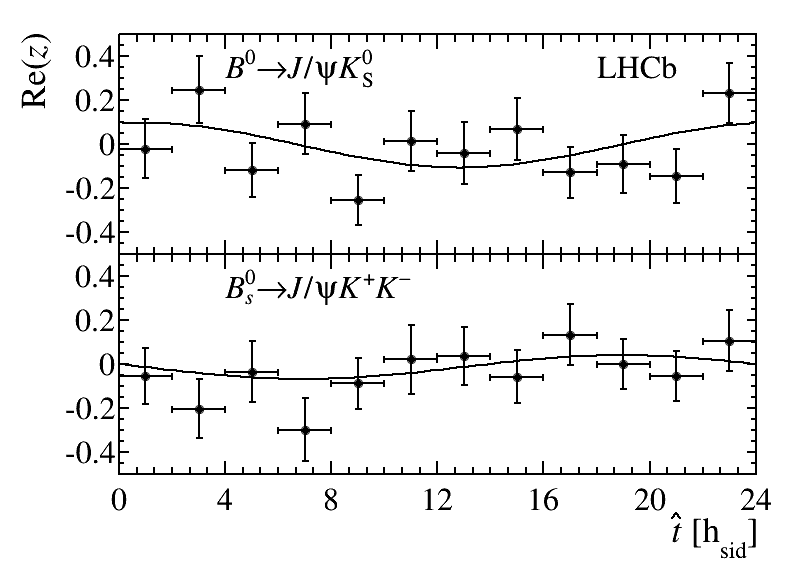 Re(z)
B⁰→J/ψK⁰S LHCb
0.4
0.2
0
-0.2
-0.4
B⁰s→J/ψK⁺K⁻
0.4
0.2
0
-0.2
-0.4
0 4 8 12 16 20 24
t̂ [hsid]